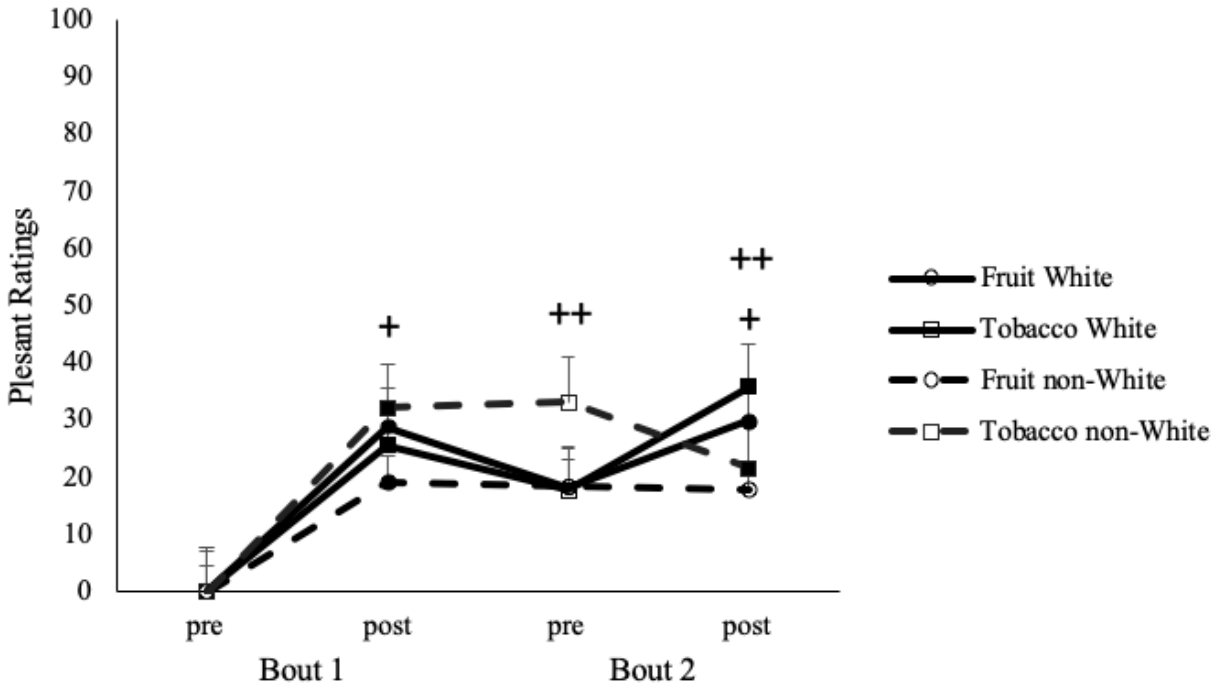 100
90
80
70
60
50
40
30
20
10
0
Plesant Ratings
+
++
++
+
pre post pre post
Bout 1 Bout 2
Fruit White
Tobacco White
Fruit non-White
Tobacco non-White